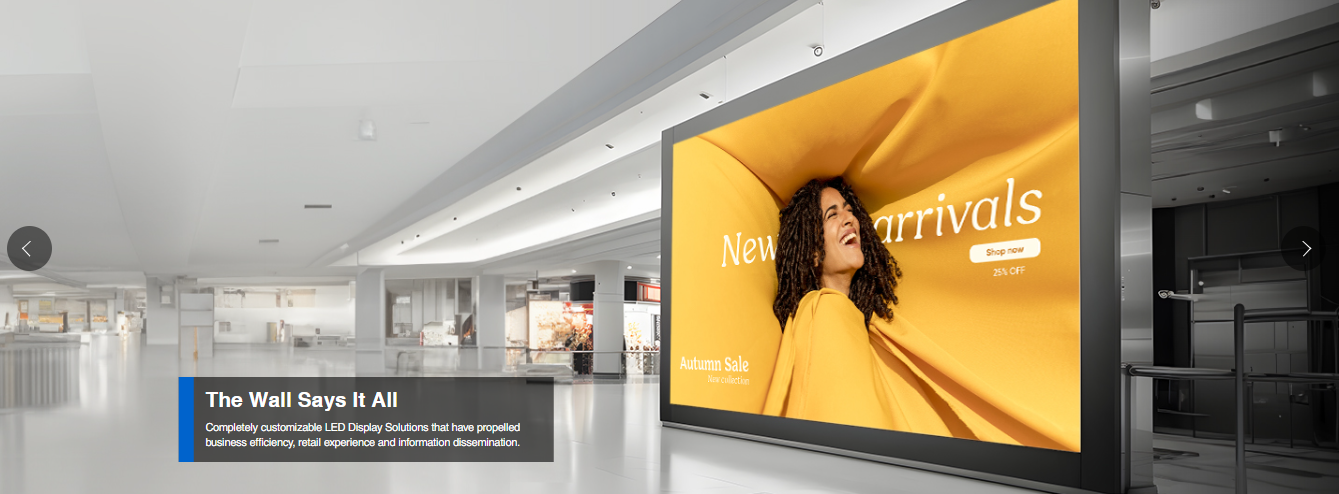 New arrivals
Shop now
25% OFF
Autumn Sale
New collection
The Wall Says It All
Completely customizable LED Display Solutions that have propelled
business efficiency, retail experience and information dissemination.